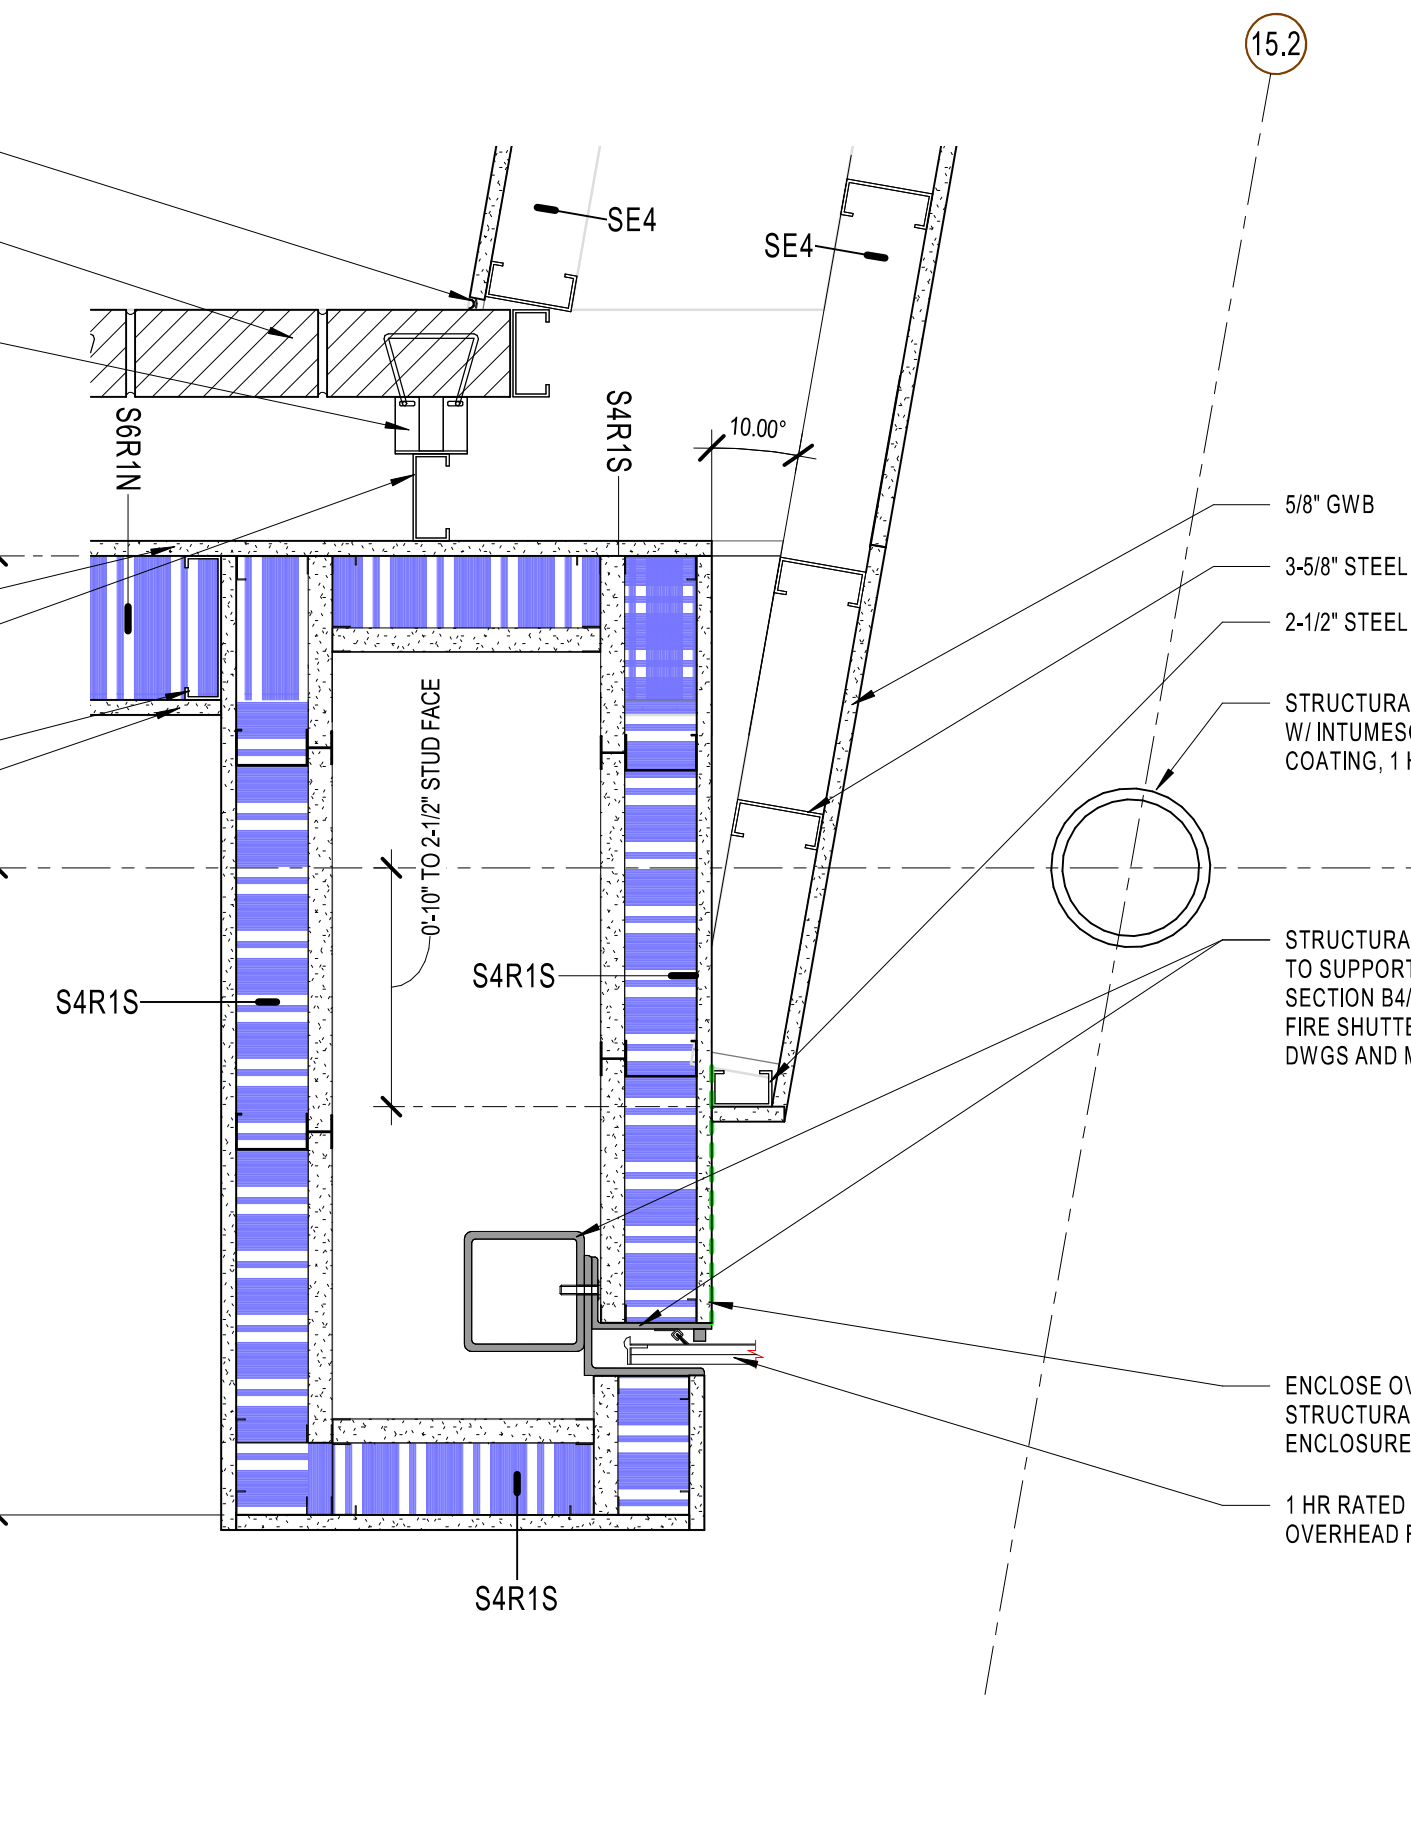 15.2
SE4
SE4
S6R1N
S4R1S
10.00°
5/8" GWB
3-5/8" STEEL
2-1/2" STEEL
STRUCTURA
W/ INTUMES
COATING, 1
0'-10" TO 2-1/2" STUD FACE
STRUCTURA
TO SUPPORT
SECTION B4/
FIRE SHUTTE
DWGS AND
S4R1S
S4R1S
ENCLOSE
STRUCTURA
ENCLOSURE
1 HR RATED
OVERHEAD
S4R1S